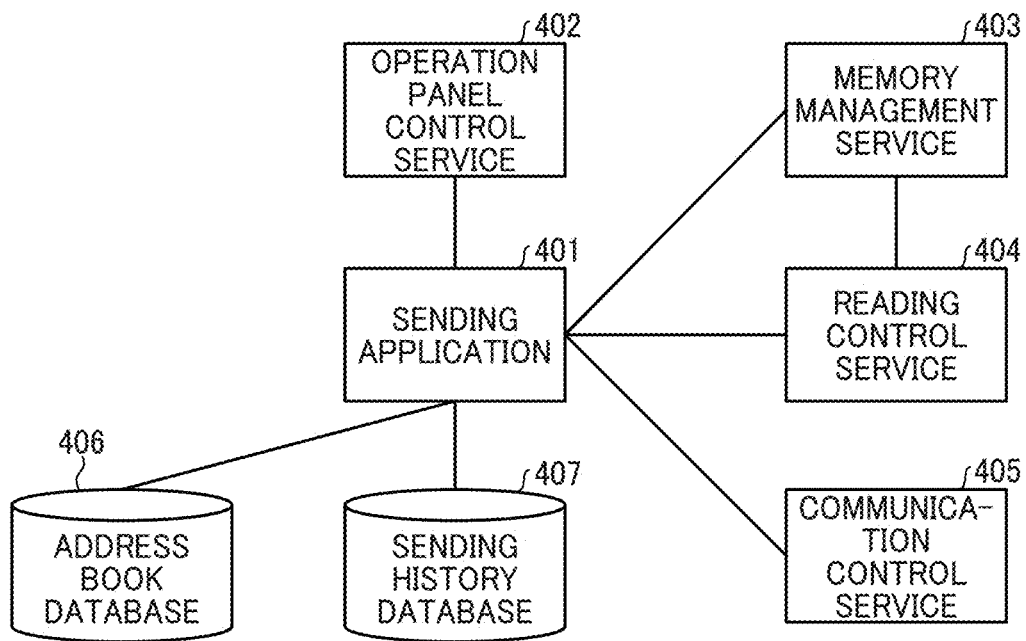 402
OPERATION
PANEL
CONTROL
SERVICE
403
MEMORY
MANAGEMENT
SERVICE
401
SENDING
APPLICATION
404
READING
CONTROL
SERVICE
406
ADDRESS
BOOK
DATABASE
407
SENDING
HISTORY
DATABASE
405
COMMUNICA-
TION
CONTROL
SERVICE